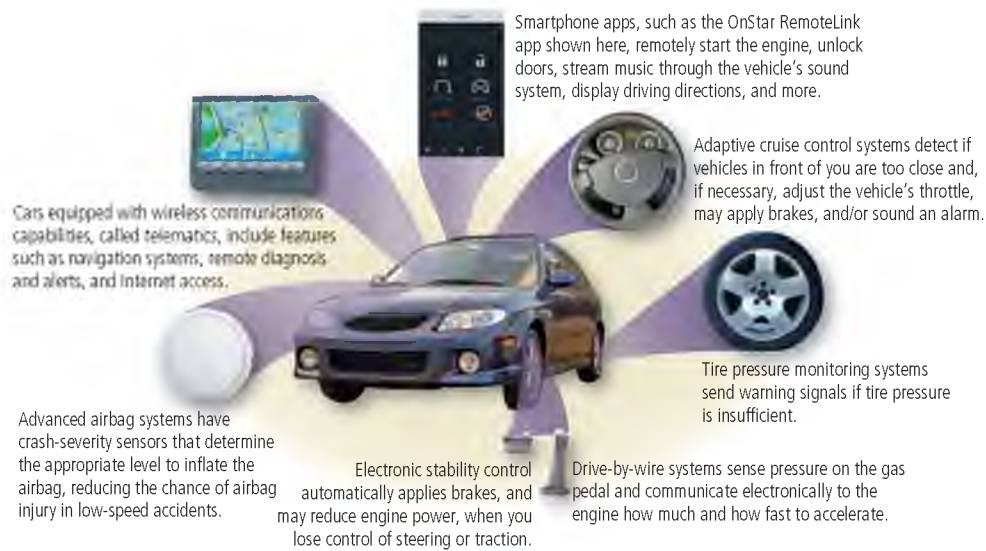 Smartphone apps, such as the OnStar RemoteLink
app shown here, remotely start the engine, unlock
doors, stream music through the vehicle's sound
system, display driving directions, and more.
Adaptive cruise control systems detect if
vehicles in front of you are too close and,
if necessary, adjust the vehicle's throttle,
may apply brakes, and/or sound an alarm.
Cars equipped with wireless communications
capabilities, called telematics, include features
such as navigation systems, remote diagnosis
and alerts, and Internet access.
Tire pressure monitoring systems
send warning signals if tire pressure
is insufficient.
Advanced airbag systems have
crash-severity sensors that determine
the appropriate level to inflate the
airbag, reducing the chance of airbag
injury in low-speed accidents.
Electronic stability control
automatically applies brakes, and
may reduce engine power, when you
lose control of steering or traction.
Drive-by-wire systems sense pressure on the gas
pedal and communicate electronically to the
engine how much and how fast to accelerate.